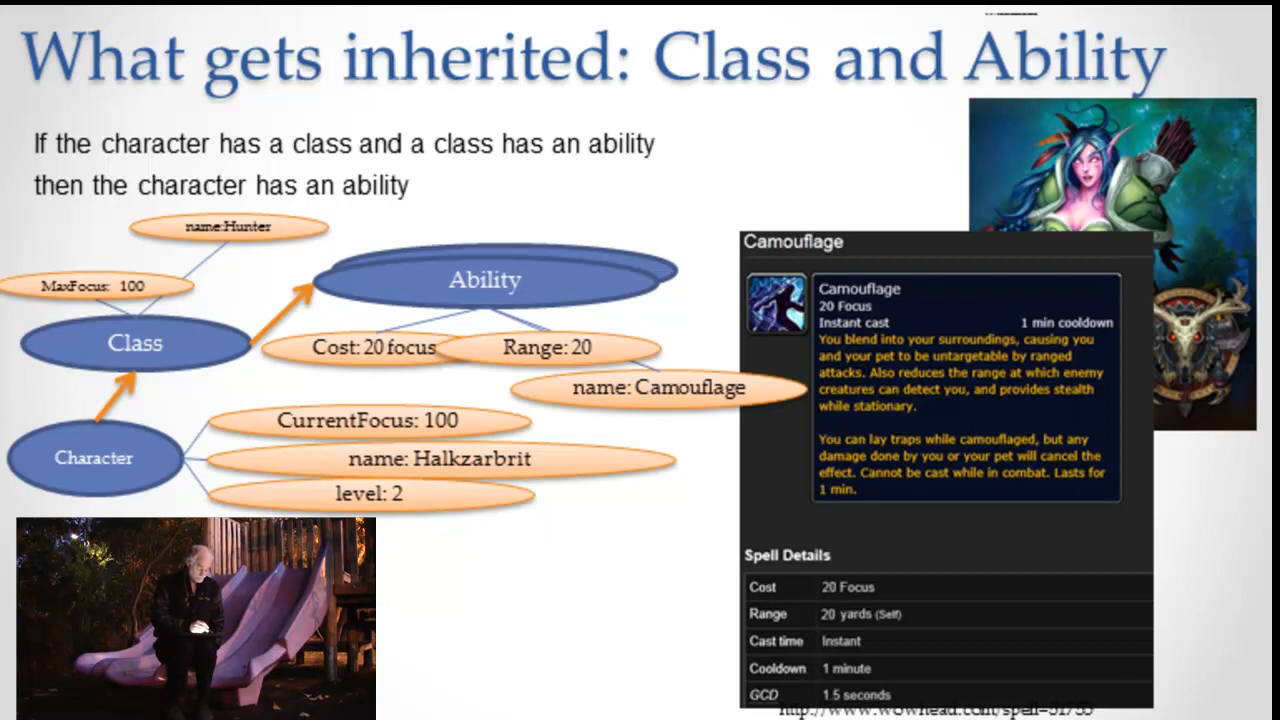 What gets inherited: Class and Ability
If the character has a class and a class has an ability
then the character has an ability
name:Hunter
MaxFocus: 100
Class
Ability
Cost: 20 focus
Range: 20
name: Camouflage
Character
CurrentFocus: 100
name: Halkzarbrit
level: 2
Camouflage
Camouflage
20 Focus
Instant cast 1 min cooldown
You blend into your surroundings, causing you
and your pet to be untargetable by ranged
attacks. Also reduces the range at which enemy
creatures can detect you, and provides stealth
while stationary.
You can lay traps while camouflaged, but any
damage done by you or your pet will cancel the
effect. Cannot be cast while in combat. Lasts for
1 min.
Spell Details
Cost 20 Focus
Range 20 yards (Self)
Cast time Instant
Cooldown 1 minute
GCD 1.5 seconds